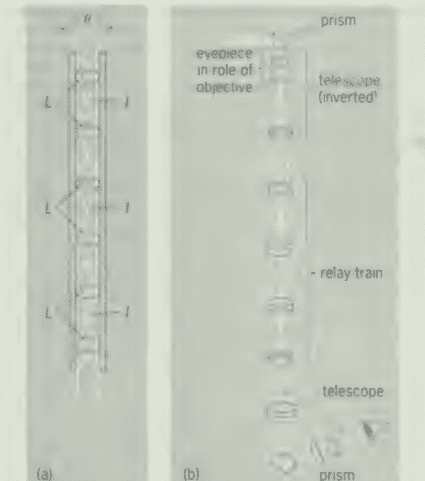 prism
eyepiece
in role of
objective
telescope
(inverted)
L
l
L
l
L
l
relay train
telescope
prism
(a)
(b)